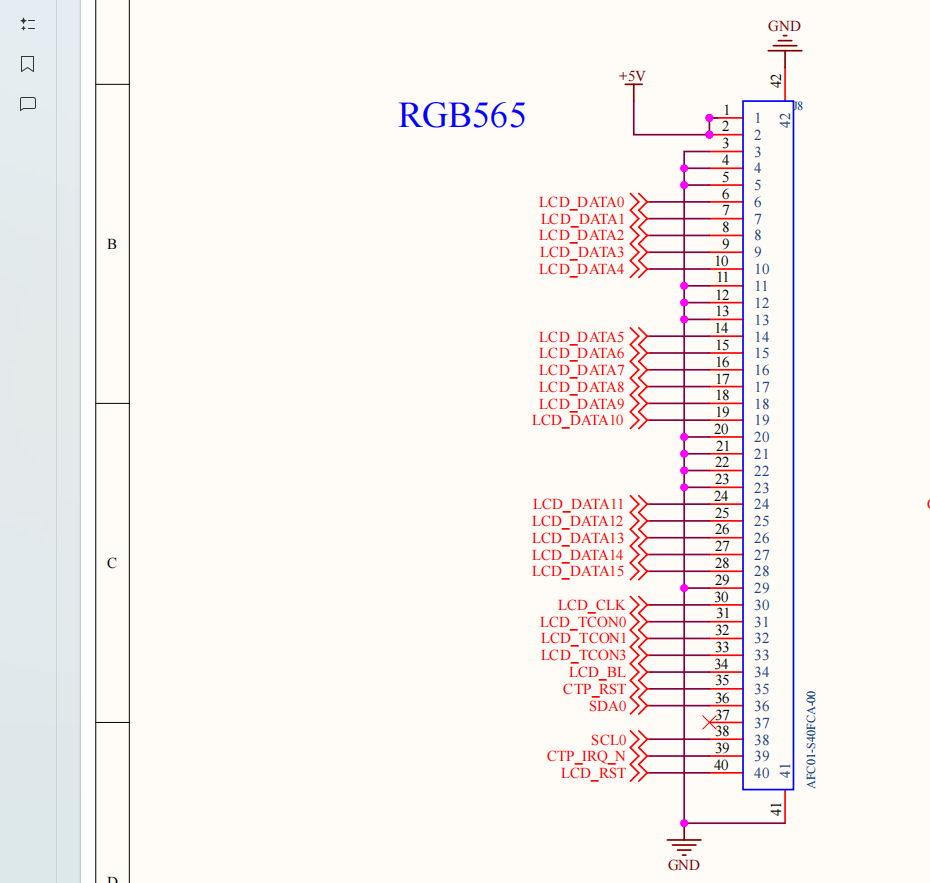 GND
+5V
42
J8
RGB565
1 1 42
2 2
3 3
4 4
5 5
LCD_DATA0 6 6
LCD_DATA1 7 7
LCD_DATA2 8 8
LCD_DATA3 9 9
LCD_DATA4 10 10
11 11
12 12
13 13
LCD_DATA5 14 14
LCD_DATA6 15 15
LCD_DATA7 16 16
LCD_DATA8 17 17
LCD_DATA9 18 18
LCD_DATA10 19 19
20 20
21 21
22 22
23 23
LCD_DATA11 24 24
LCD_DATA12 25 25
LCD_DATA13 26 26
LCD_DATA14 27 27
LCD_DATA15 28 28
29 29
LCD_CLK 30 30
LCD_TCON0 31 31
LCD_TCON1 32 32
LCD_TCON3 33 33
LCD_BL 34 34
CTP_RST 35 35
SDA0 36 36
37 37
SCL0 38 38
CTP_IRQ_N 39 39
LCD_RST 40 40 41
AFC01-S40FCA-00
41
GND
B
C
D